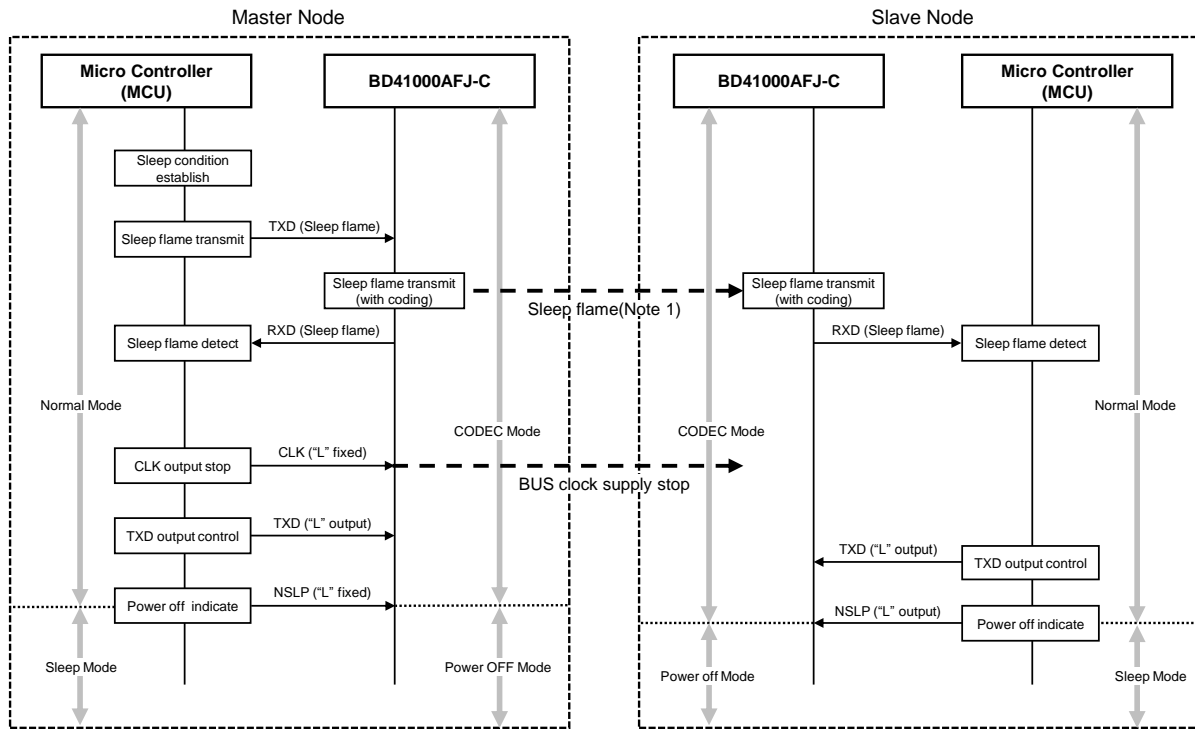 Master Node
Slave Node
Micro Controller
(MCU)
BD41000AFJ-C
BD41000AFJ-C
Micro Controller
(MCU)
Sleep condition
establish
Sleep flame transmit
TXD (Sleep flame)
Sleep flame transmit
(with coding)
Sleep flame(Note 1)
Sleep flame transmit
(with coding)
Sleep flame detect
RXD (Sleep flame)
RXD (Sleep flame)
Sleep flame detect
Normal Mode
CODEC Mode
CODEC Mode
Normal Mode
CLK output stop
CLK (“L” fixed)
BUS clock supply stop
TXD output control
TXD (“L” output)
TXD (“L” output)
TXD output control
Power off indicate
NSLP (“L” fixed)
NSLP (“L” output)
Power off indicate
Sleep Mode
Power OFF Mode
Power off Mode
Sleep Mode